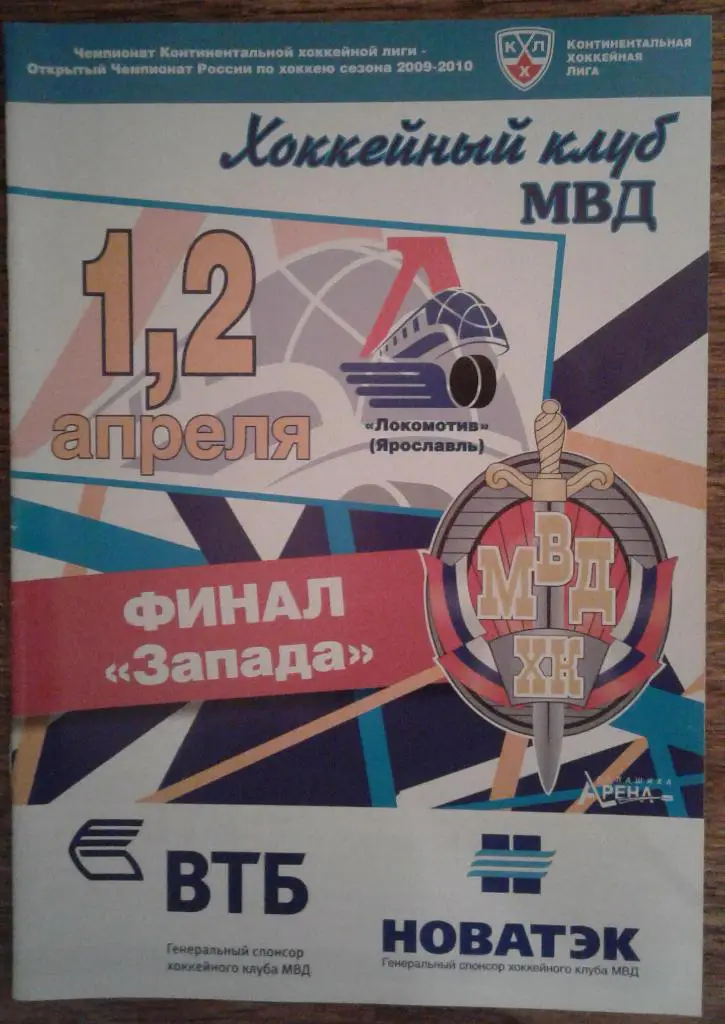 Чемпионат Континентальной хоккейной лиги -
Открытый Чемпионат России по хоккею сезона 2009-2010
КХЛ
КОНТИНЕНТАЛЬНАЯ
ХОККЕЙНАЯ
ЛИГА
Хоккейный клуб
МВД
1,2
апреля
«Локомотив»
(Ярославль)
МВД
ХК
ФИНАЛ
«Запада»
БАЛАШИХА
АРЕНА
ВТБ
Генеральный спонсор
хоккейного клуба МВД
НОВАТЭК
Генеральный спонсор хоккейного клуба МВД